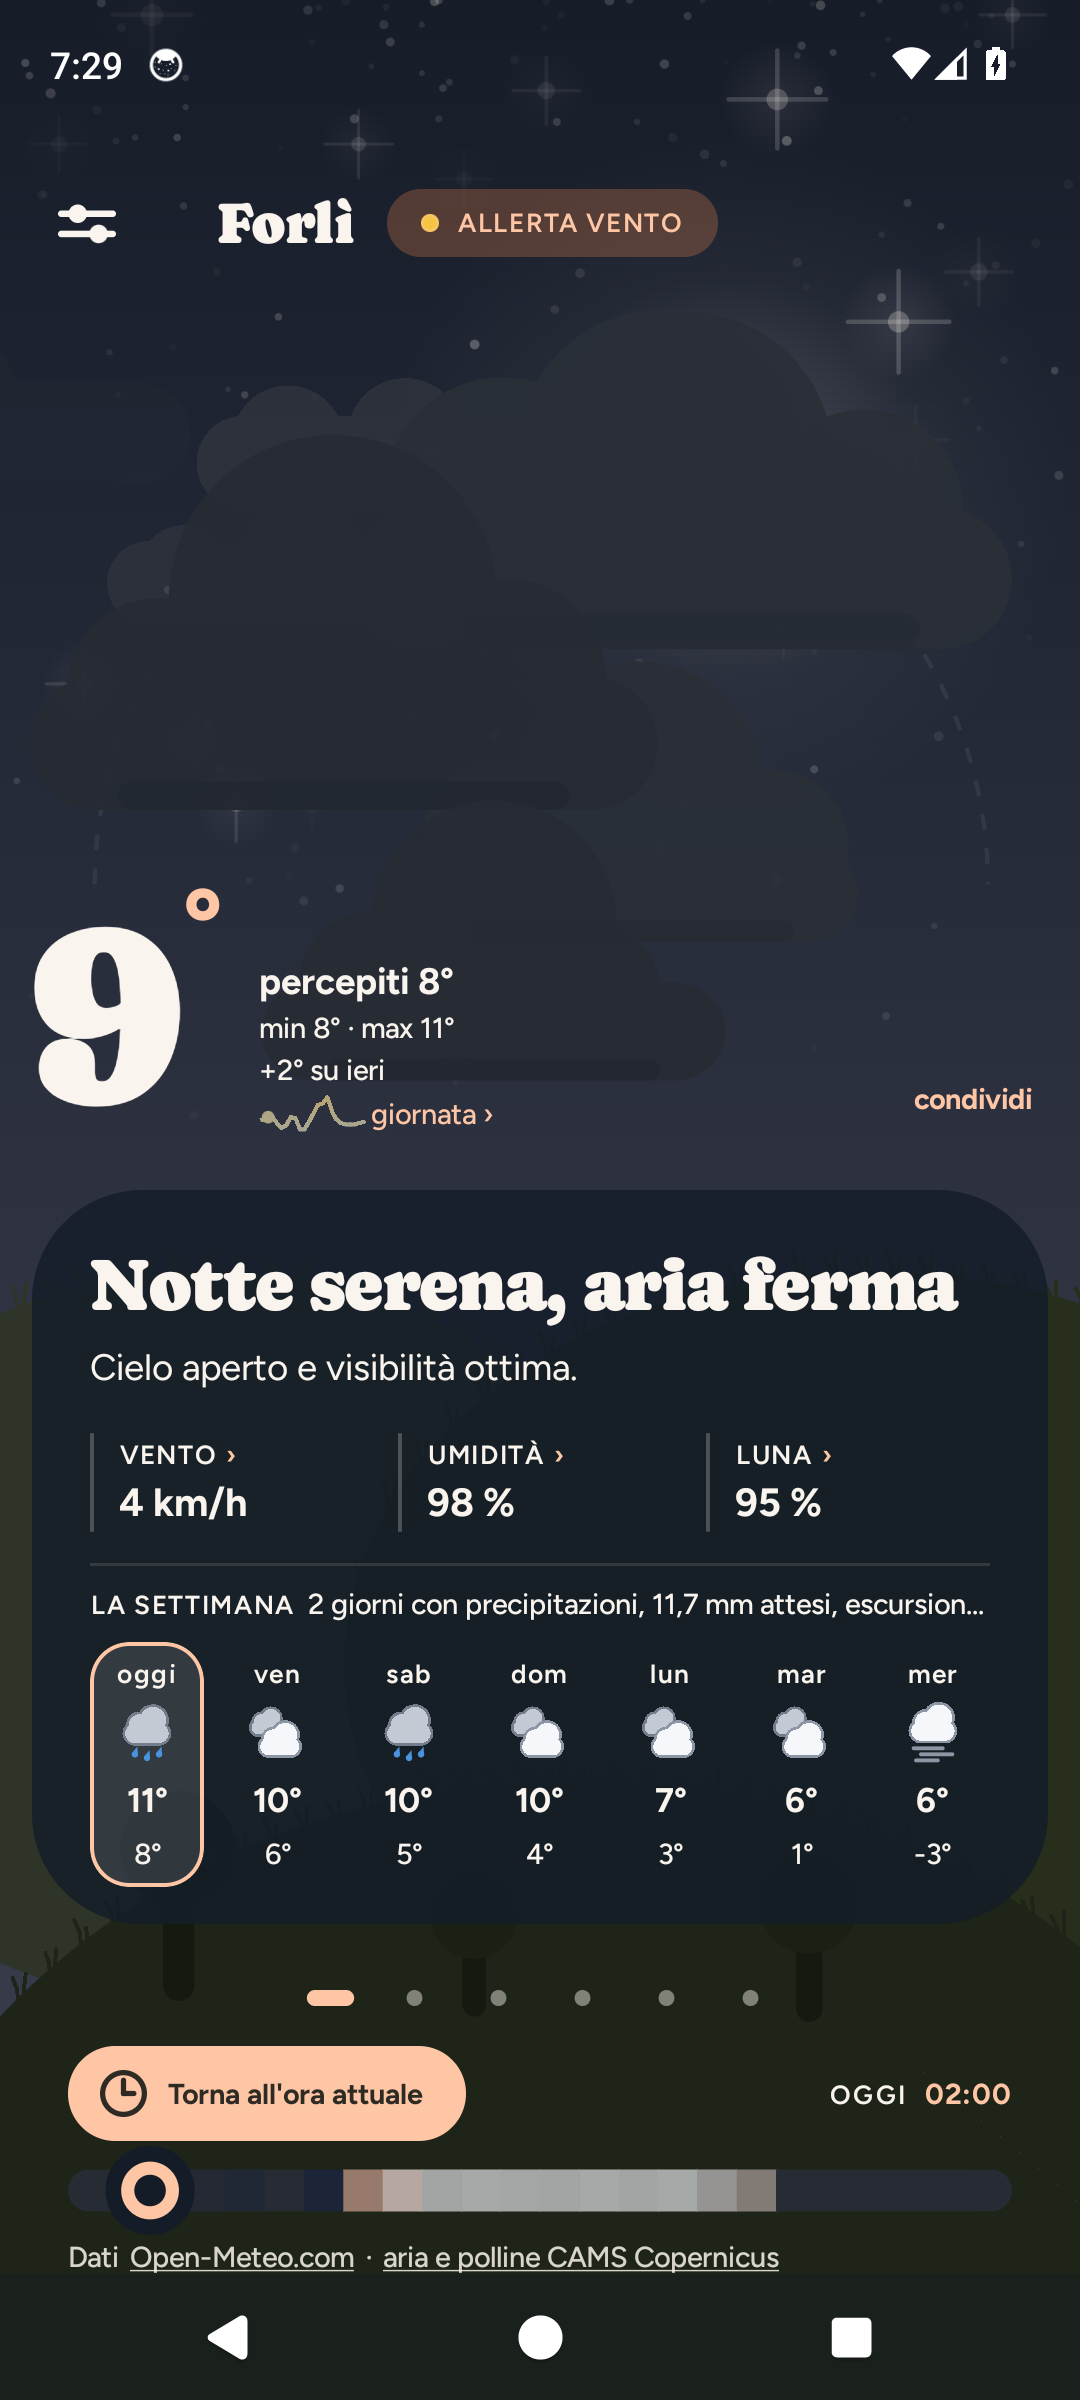 7:29
Forlì
ALLERTA VENTO
9°
percepiti 8°
min 8° · max 11°
+2° su ieri
giornata ›
condividi
Notte serena, aria ferma
Cielo aperto e visibilità ottima.
VENTO › UMIDITÀ › LUNA ›
4 km/h 98 % 95 %
LA SETTIMANA 2 giorni con precipitazioni, 11,7 mm attesi, escursion...
oggi ven sab dom lun mar mer
11° 10° 10° 10° 7° 6° 6°
8° 6° 5° 4° 3° 1° -3°
Torna all'ora attuale
OGGI 02:00
Dati Open-Meteo.com · aria e polline CAMS Copernicus